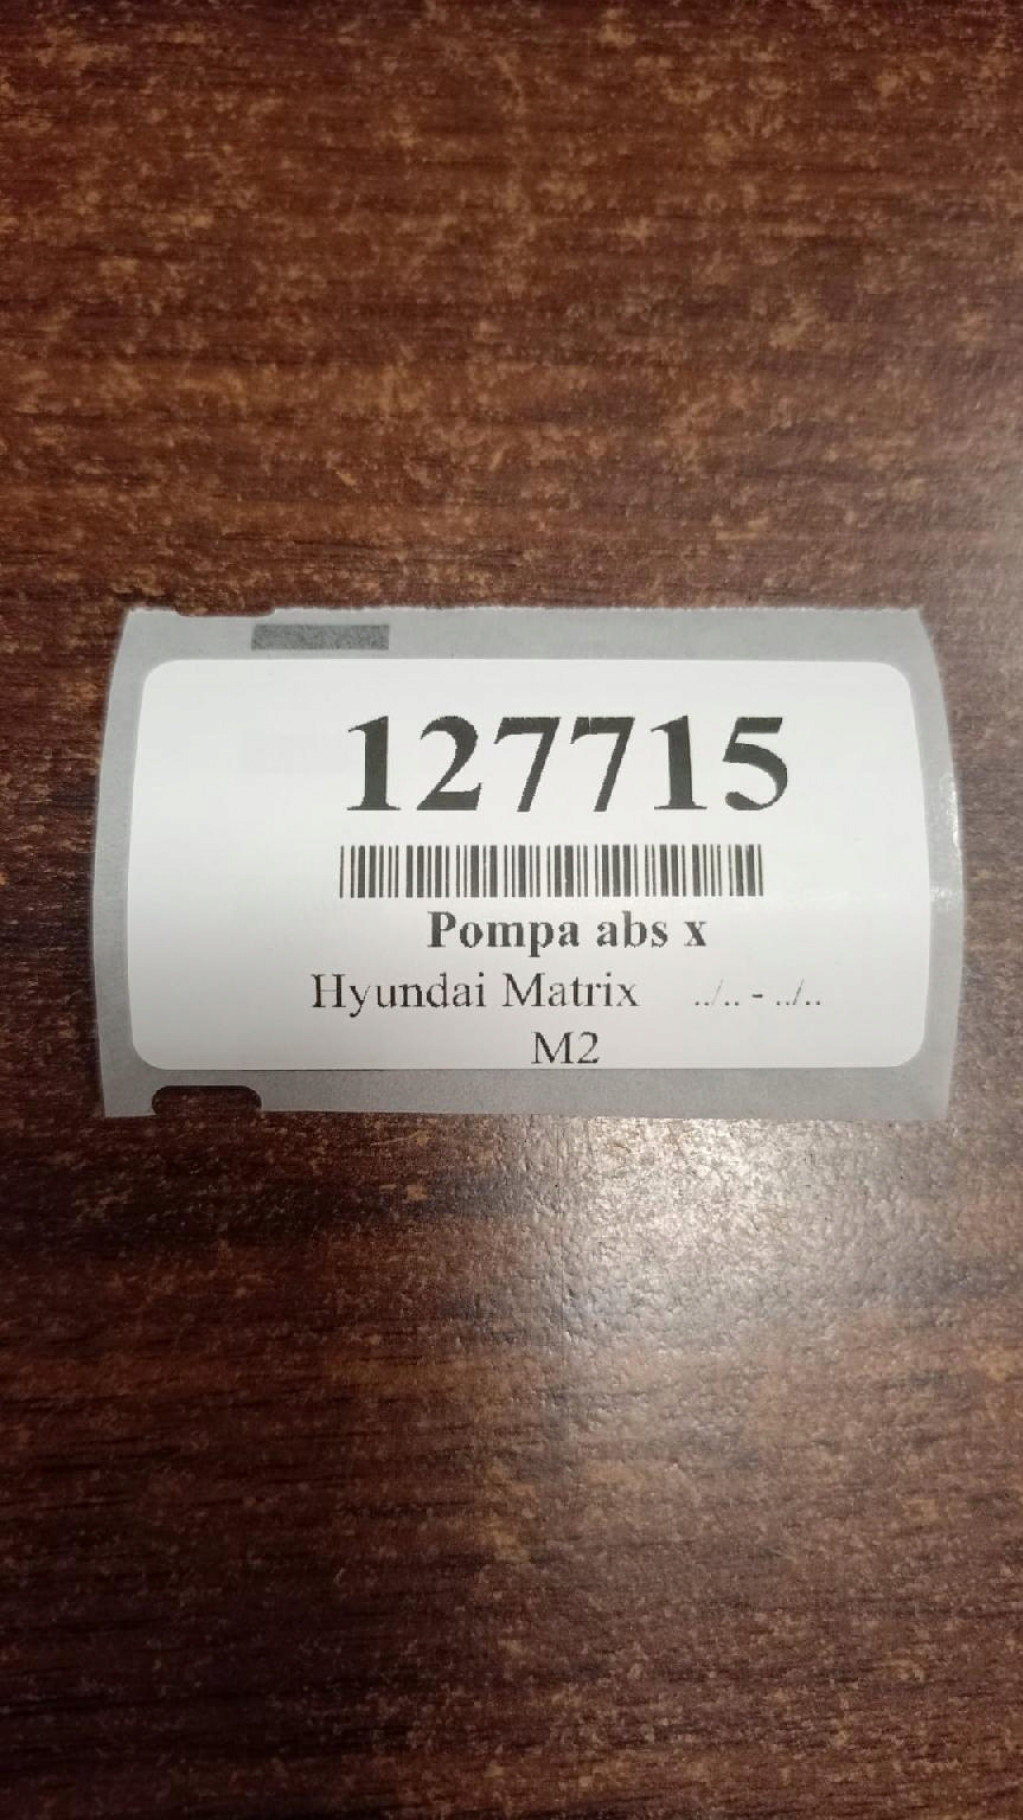 127715
Pompa abs x
Hyundai Matrix ../.. - ../..
M2